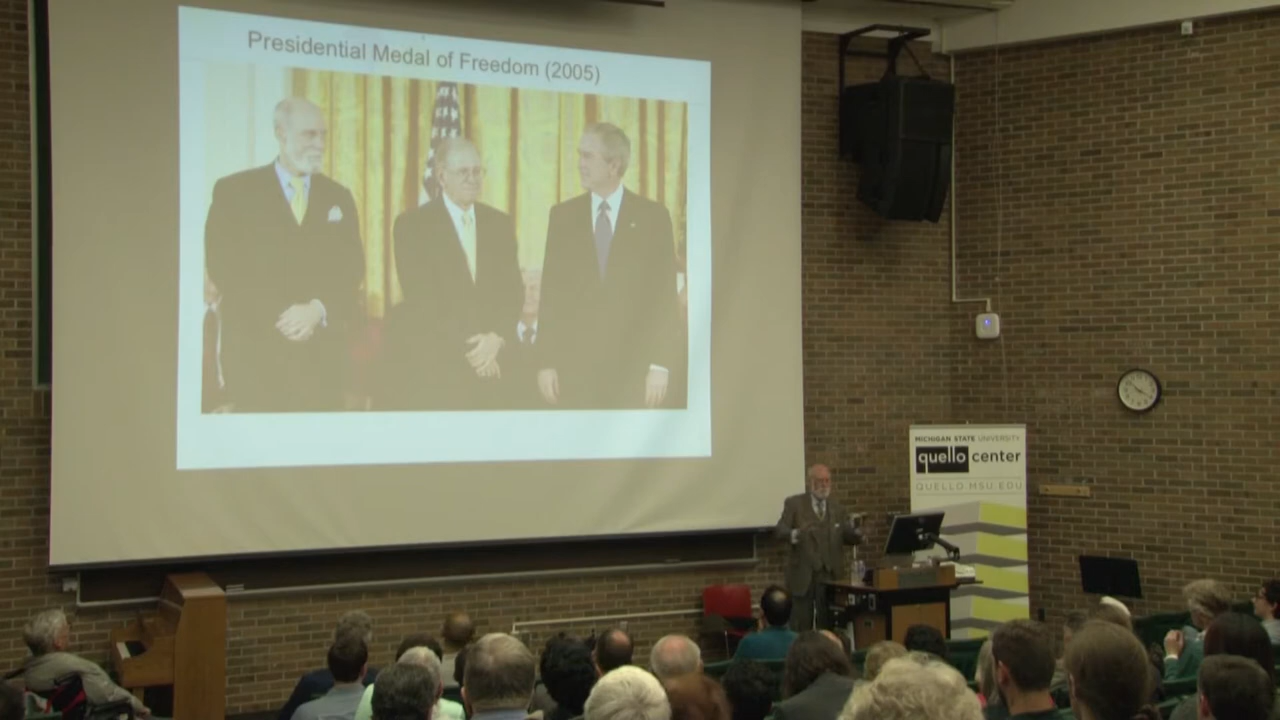 Presidential Medal of Freedom (2005)
MICHIGAN STATE UNIVERSITY
quello center
QUELLO.MSU.EDU